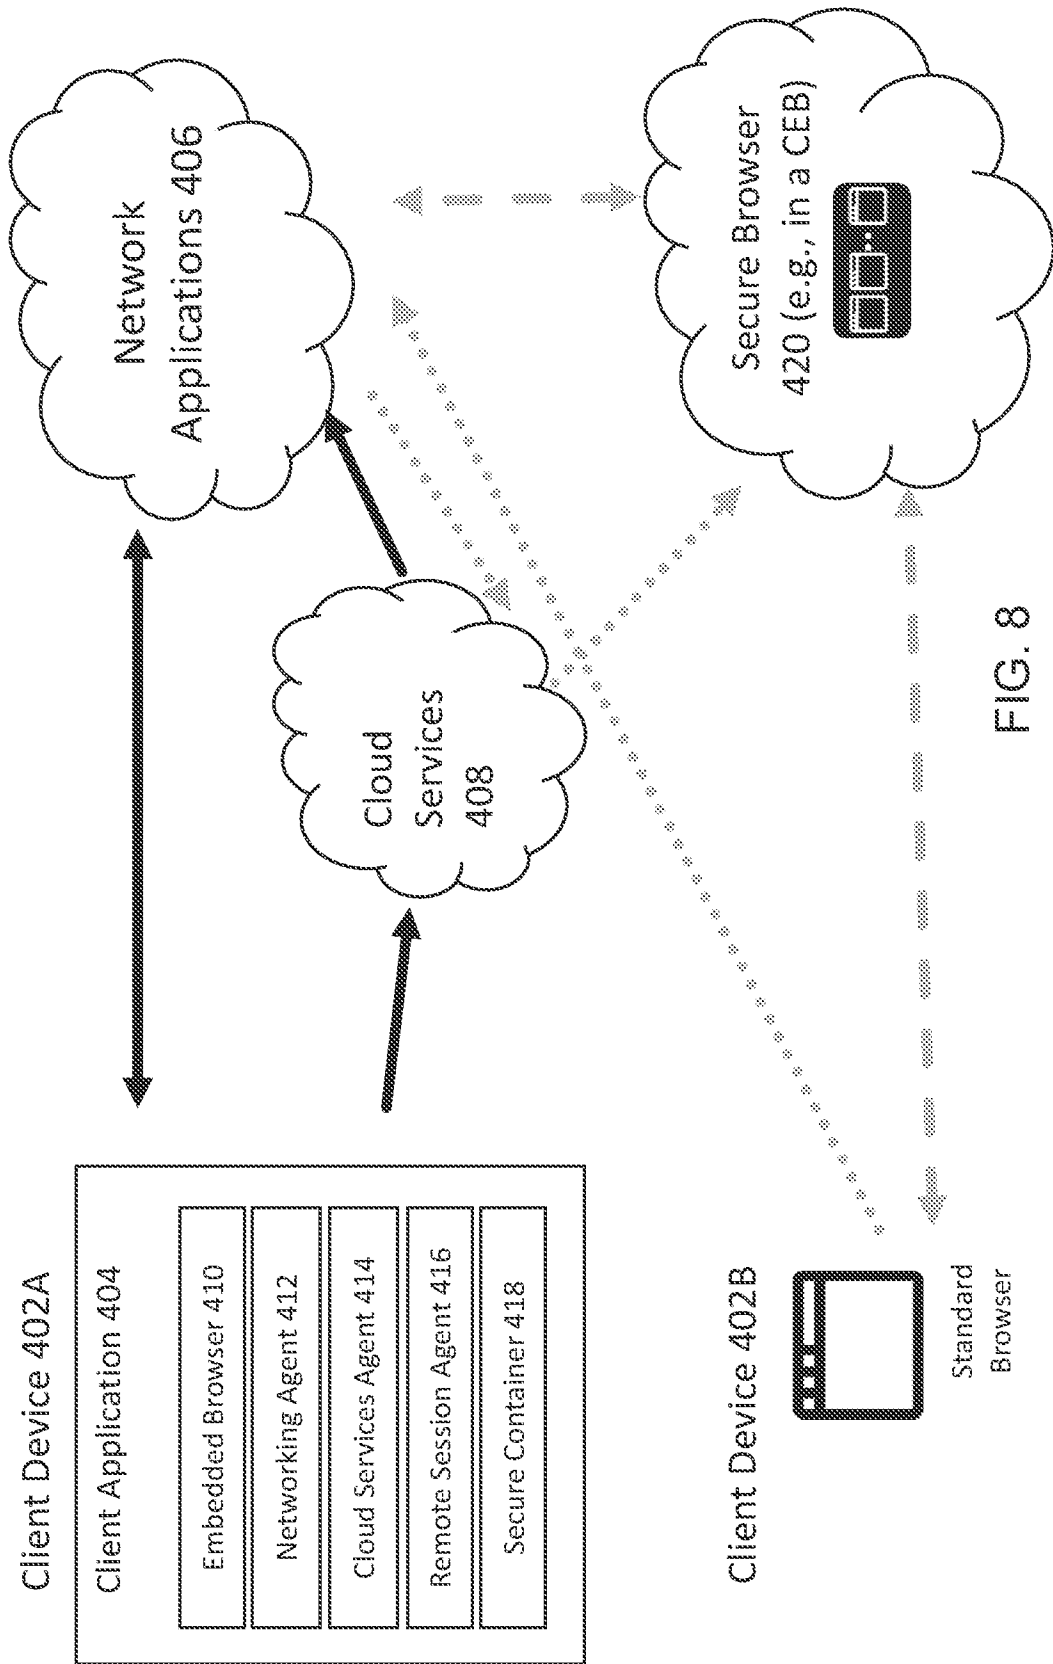 Client Device 402A
Client Application 404
Embedded Browser 410
Networking Agent 412
Cloud Services Agent 414
Remote Session Agent 416
Secure Container 418
Network
Applications 406
Cloud
Services
408
Client Device 402B
Standard
Browser
Secure Browser
420 (e.g., in a CEB)
FIG. 8